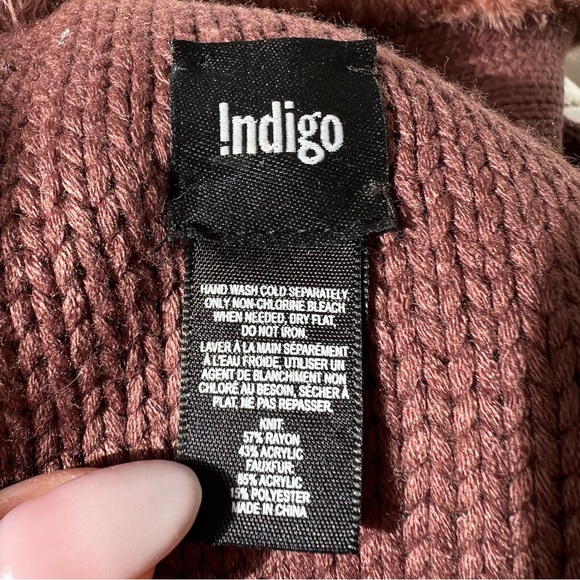 Indigo
HAND WASH COLD SEPARATELY,
ONLY NON-CHLORINE BLEACH
WHEN NEEDED, DRY FLAT,
DO NOT IRON.
LAVER À LA MAIN SÉPARÉMENT
À L'EAU FROIDE, UTILISER UN
AGENT DE BLANCHIMENT NON
CHLORÉ AU BESOIN, SÉCHER À
PLAT, NE PAS REPASSER.
KNIT:
57% RAYON
43% ACRYLIC
FAUXFUR:
85% ACRYLIC
15% POLYESTER
MADE IN CHINA